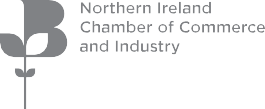 Northern Ireland
Chamber of Commerce
and Industry